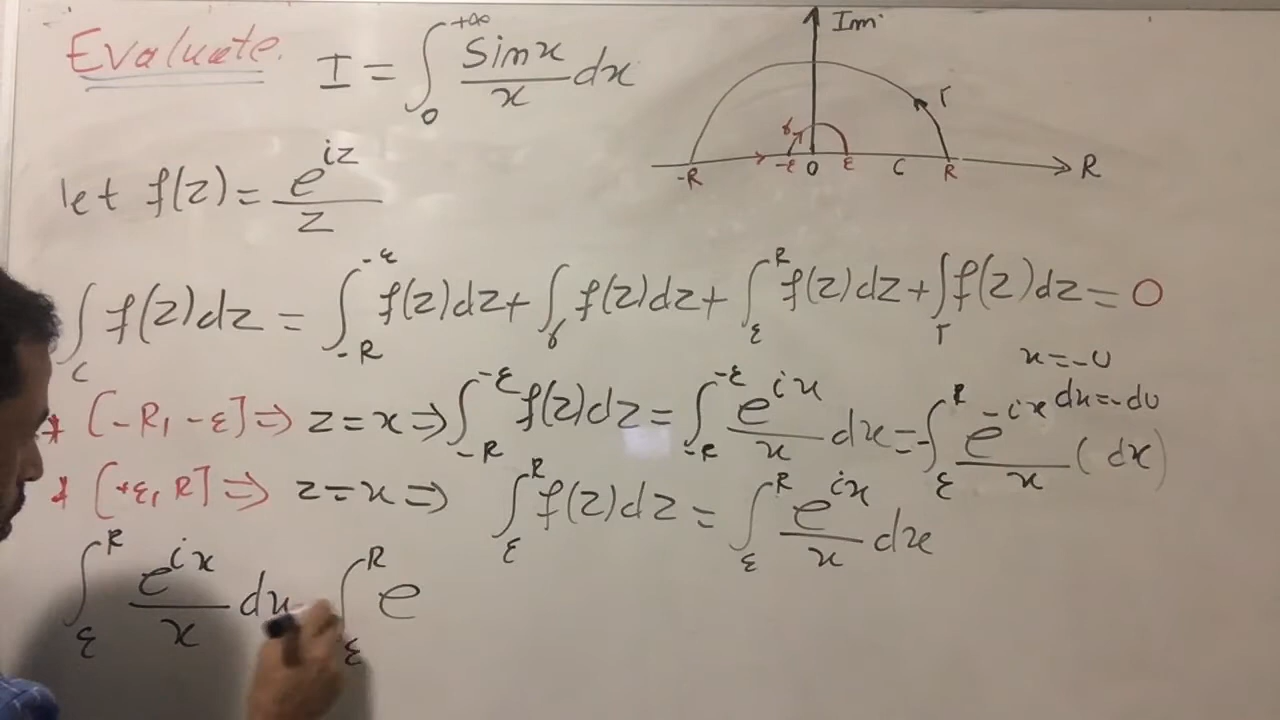 Evaluate. I = ∫₀^{+∞} sinx/x dx
Im
Γ
γ
-R -ε 0 ε C R R
let f(z) = e^{iz}/z
∫_C f(z)dz = ∫_{-R}^{-ε} f(z)dz + ∫_γ f(z)dz + ∫_ε^R f(z)dz + ∫_Γ f(z)dz = 0
x=-u
dx=-du
* [-R, -ε] ⇒ z = x ⇒ ∫_{-R}^{-ε} f(z)dz = ∫_{-R}^{-ε} e^{ix}/x dx = -∫_ε^R e^{-ix}/x (dx)
* [+ε, R] ⇒ z = x ⇒ ∫_ε^R f(z)dz = ∫_ε^R e^{ix}/x dx
∫_ε^R e^{ix}/x dx ∫_ε^R e